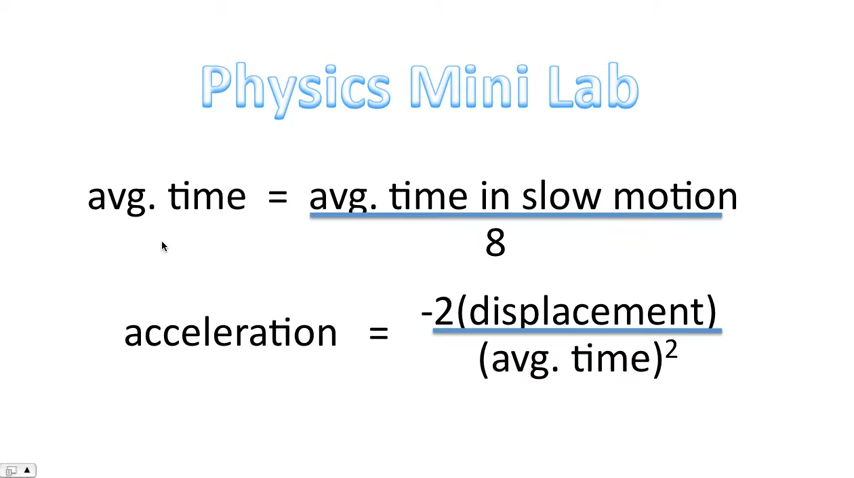 Physics Mini Lab
avg. time = avg. time in slow motion
8
acceleration = -2(displacement)
(avg. time)²